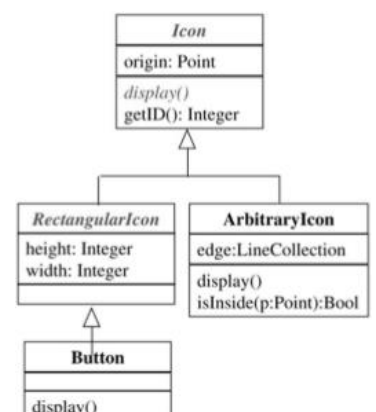 Icon
origin: Point
display()
getID(): Integer
RectangularIcon
height: Integer
width: Integer
ArbitraryIcon
edge:LineCollection
display()
isInside(p:Point):Bool
Button
display()